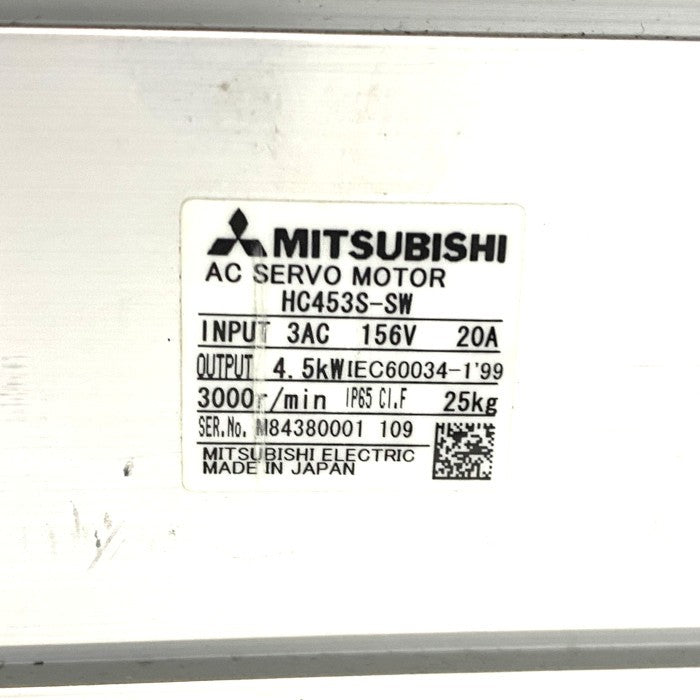 MITSUBISHI
AC SERVO MOTOR
HC453S-SW
INPUT 3AC 156V 20A
OUTPUT 4.5kW IEC60034-1'99
3000r/min IP65 Cl.F 25kg
SER.No. M84380001 109
MITSUBISHI ELECTRIC
MADE IN JAPAN